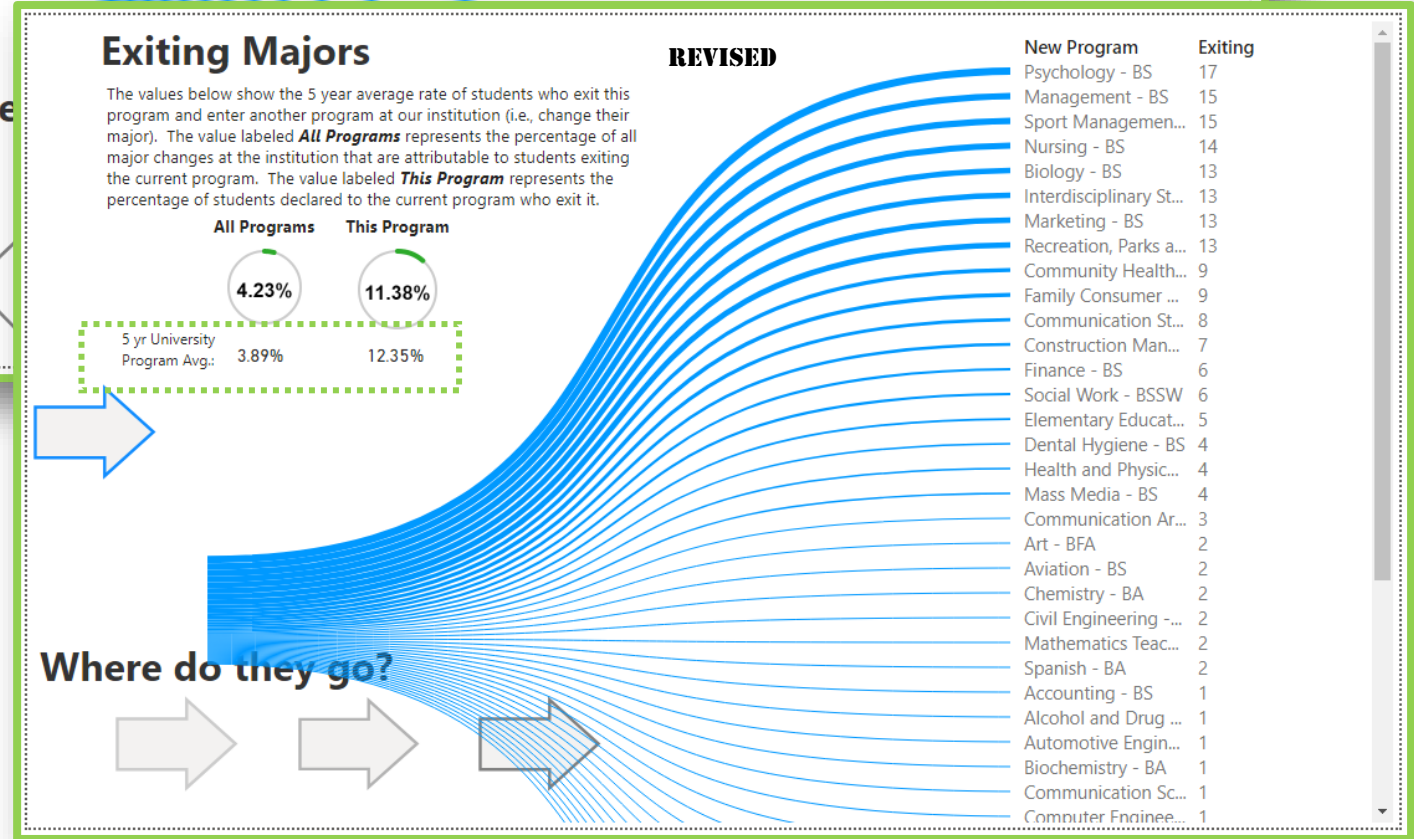 Exiting Majors
REVISED
The values below show the 5 year average rate of students who exit this
program and enter another program at our institution (i.e., change their
major). The value labeled All Programs represents the percentage of all
major changes at the institution that are attributable to students exiting
the current program. The value labeled This Program represents the
percentage of students declared to the current program who exit it.
All Programs This Program
4.23% 11.38%
5 yr University
Program Avg.: 3.89% 12.35%
Where do they go?
New Program Exiting
Psychology - BS 17
Management - BS 15
Sport Managemen... 15
Nursing - BS 14
Biology - BS 13
Interdisciplinary St... 13
Marketing - BS 13
Recreation, Parks a... 13
Community Health... 9
Family Consumer ... 9
Communication St... 8
Construction Man... 7
Finance - BS 6
Social Work - BSSW 6
Elementary Educat... 5
Dental Hygiene - BS 4
Health and Physic... 4
Mass Media - BS 4
Communication Ar... 3
Art - BFA 2
Aviation - BS 2
Chemistry - BA 2
Civil Engineering -... 2
Mathematics Teac... 2
Spanish - BA 2
Accounting - BS 1
Alcohol and Drug ... 1
Automotive Engin... 1
Biochemistry - BA 1
Communication Sc... 1
Computer Enginee... 1